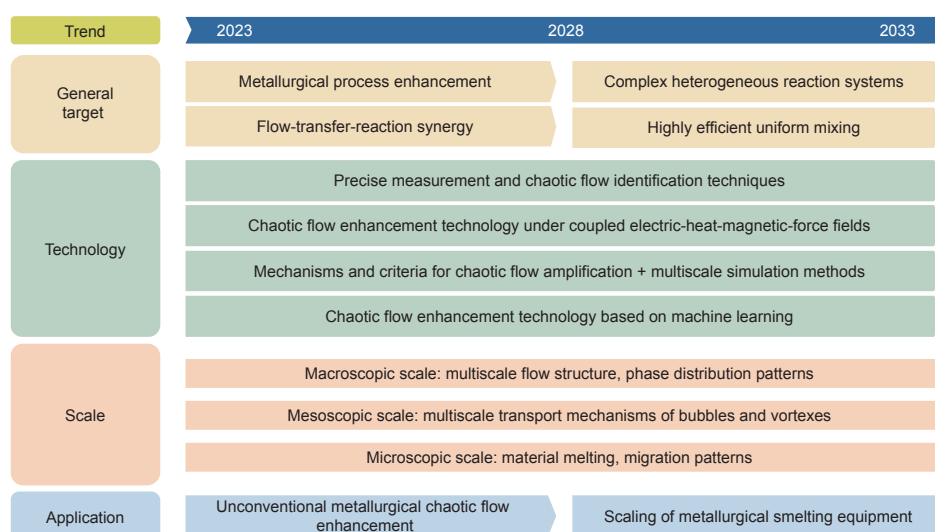 Trend
2023 2028 2033
General
target
Metallurgical process enhancement
Complex heterogeneous reaction systems
Flow-transfer-reaction synergy
Highly efficient uniform mixing
Technology
Precise measurement and chaotic flow identification techniques
Chaotic flow enhancement technology under coupled electric-heat-magnetic-force fields
Mechanisms and criteria for chaotic flow amplification + multiscale simulation methods
Chaotic flow enhancement technology based on machine learning
Scale
Macroscopic scale: multiscale flow structure, phase distribution patterns
Mesoscopic scale: multiscale transport mechanisms of bubbles and vortexes
Microscopic scale: material melting, migration patterns
Application
Unconventional metallurgical chaotic flow
enhancement
Scaling of metallurgical smelting equipment